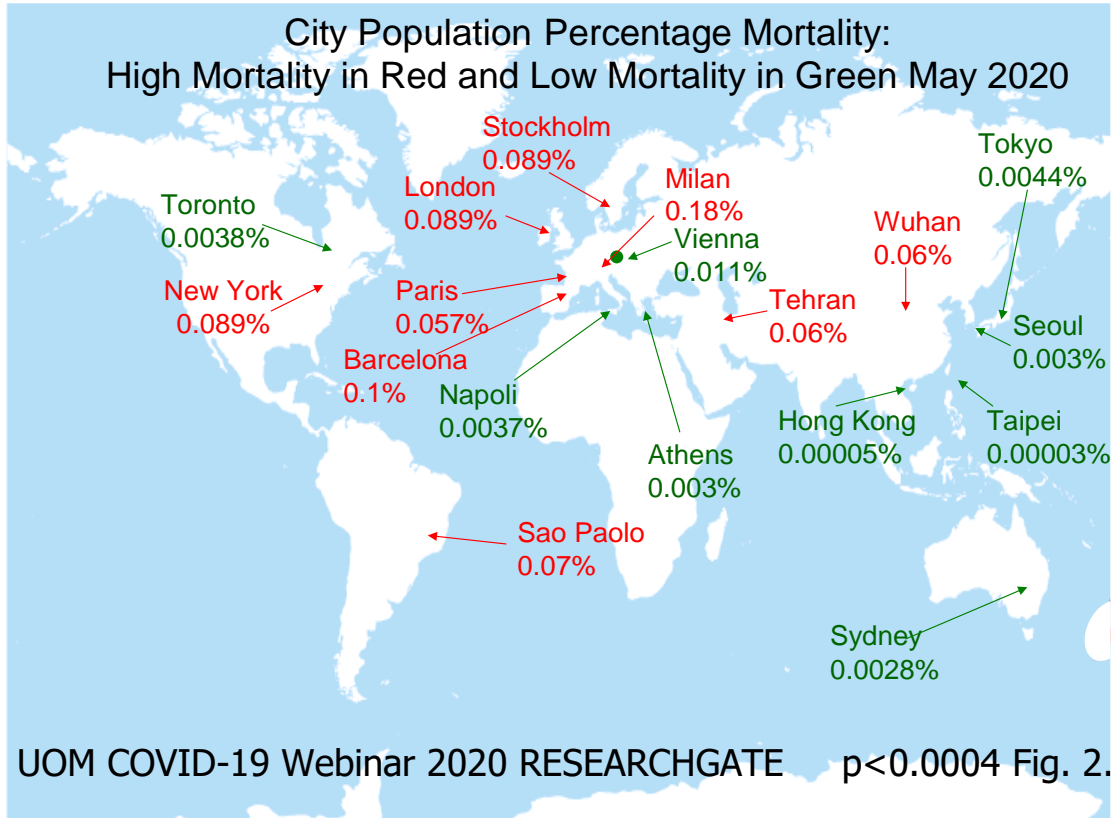 City Population Percentage Mortality:
High Mortality in Red and Low Mortality in Green May 2020
Stockholm
0.089%
Tokyo
0.0044%
London
0.089%
Milan
0.18%
Toronto
0.0038%
Wuhan
0.06%
Vienna
0.011%
New York
0.089%
Paris
0.057%
Tehran
0.06%
Seoul
0.003%
Barcelona
0.1%
Napoli
0.0037%
Hong Kong
0.00005%
Taipei
0.00003%
Athens
0.003%
Sao Paolo
0.07%
Sydney
0.0028%
UOM COVID-19 Webinar 2020 RESEARCHGATE p<0.0004 Fig. 2.